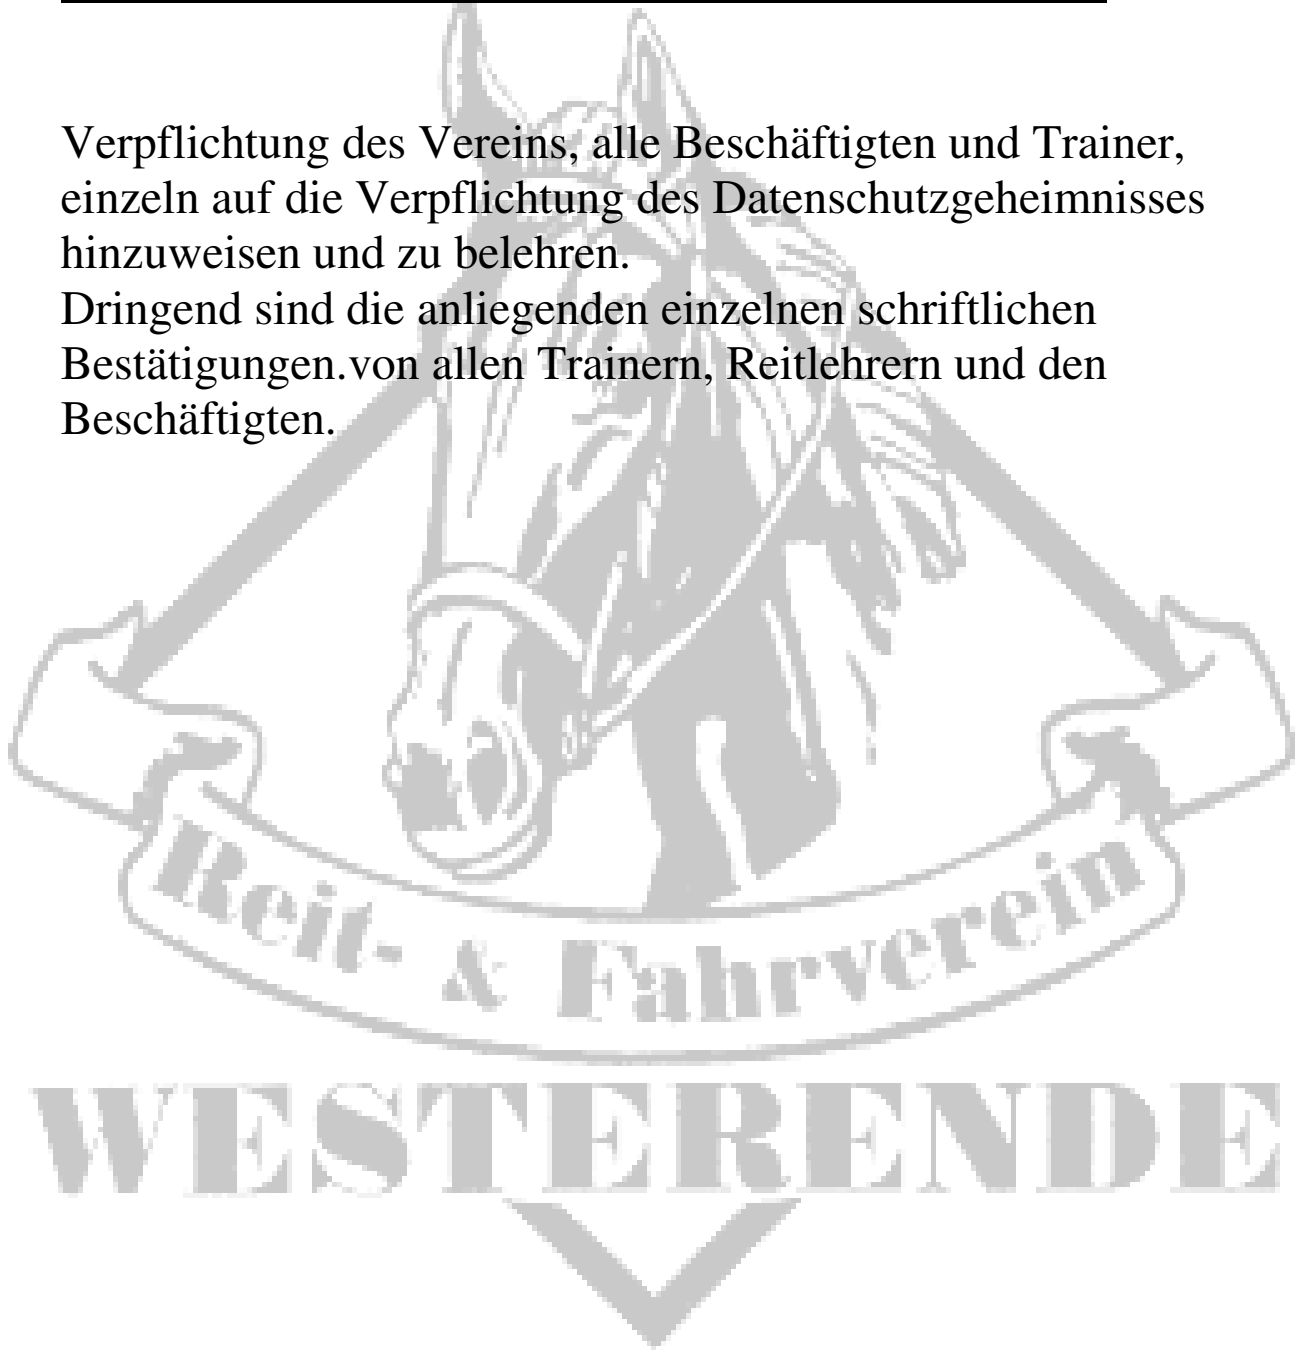 Verpflichtung des Vereins, alle Beschäftigten und Trainer,
einzeln auf die Verpflichtung des Datenschutzgeheimnisses
hinzuweisen und zu belehren.
Dringend sind die anliegenden einzelnen schriftlichen
Bestätigungen.von allen Trainern, Reitlehrern und den
Beschäftigten.
Reit- & Fahrverein
WESTERENDE